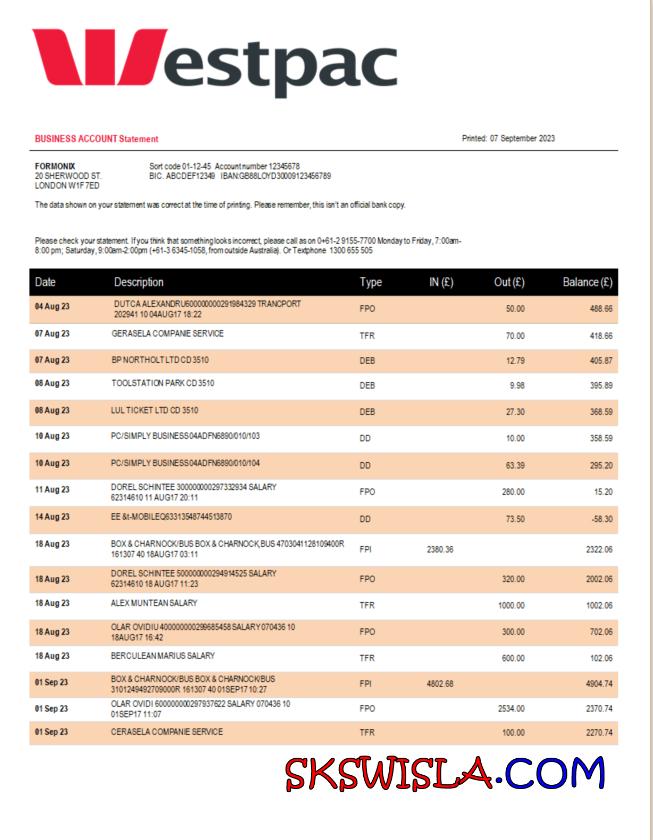 Westpac
BUSINESS ACCOUNT Statement Printed: 07 September 2023
FORMONIX Sort code 01-12-45 Account number 12345678
20 SHERWOOD ST. BIC. ABCDEF12349 IBAN:GB88LOYD30009123456789
LONDON W1F7ED
The data shown on your statement was correct at the time of printing. Please remember, this isn't an official bank copy.
Please check your statement. If you think that something looks incorrect, please call as on 0+61-2 9155-7700 Monday to Friday, 7:00am-
8:00 pm; Saturday, 9:00am-2:00pm (+61-3 6345-1058, from outside Australia). Or Textphone 1300 655 505
Date Description Type IN (£) Out (£) Balance (£)
04 Aug 23 DUTCA ALEXANDRU600000000291984329 TRANCPORT
202941 10 04AUG17 18:22 FPO 50.00 488.66
07 Aug 23 GERASELA COMPANIE SERVICE TFR 70.00 418.66
07 Aug 23 BP NORTHOLT LTD CD 3510 DEB 12.79 405.87
08 Aug 23 TOOLSTATION PARK CD 3510 DEB 9.98 395.89
08 Aug 23 LUL TICKET LTD CD 3510 DEB 27.30 368.59
10 Aug 23 PC/SIMPLY BUSINESS04ADFN6890/010/103 DD 10.00 358.59
10 Aug 23 PC/SIMPLY BUSINESS04ADFN6890/010/104 DD 63.39 295.20
11 Aug 23 DOREL SCHINTEE 300000000297332934 SALARY
62314610 11 AUG17 20:11 FPO 280.00 15.20
14 Aug 23 EE &t-MOBILEQ63313548744513870 DD 73.50 -58.30
18 Aug 23 BOX & CHARNOCK/BUS BOX & CHARNOCK,BUS 4703041128109400R
161307 40 18AUG17 03:11 FPI 2380.36 2322.06
18 Aug 23 DOREL SCHINTEE 500000000294914525 SALARY
62314610 18 AUG17 11:23 FPO 320.00 2002.06
18 Aug 23 ALEX MUNTEAN SALARY TFR 1000.00 1002.06
18 Aug 23 OLAR OVIDIU 400000000299685458 SALARY 070436 10
18AUG17 16:42 FPO 300.00 702.06
18 Aug 23 BERCULEAN MARIUS SALARY TFR 600.00 102.06
01 Sep 23 BOX & CHARNOCK/BUS BOX & CHARNOCK/BUS
3101249492709000R 161307 40 01SEP17 10:27 FPI 4802.68 4904.74
01 Sep 23 OLAR OVIDI 600000000297937622 SALARY 070436 10
01SEP17 11:07 FPO 2534.00 2370.74
01 Sep 23 CERASELA COMPANIE SERVICE TFR 100.00 2270.74
SKSWISLA.COM